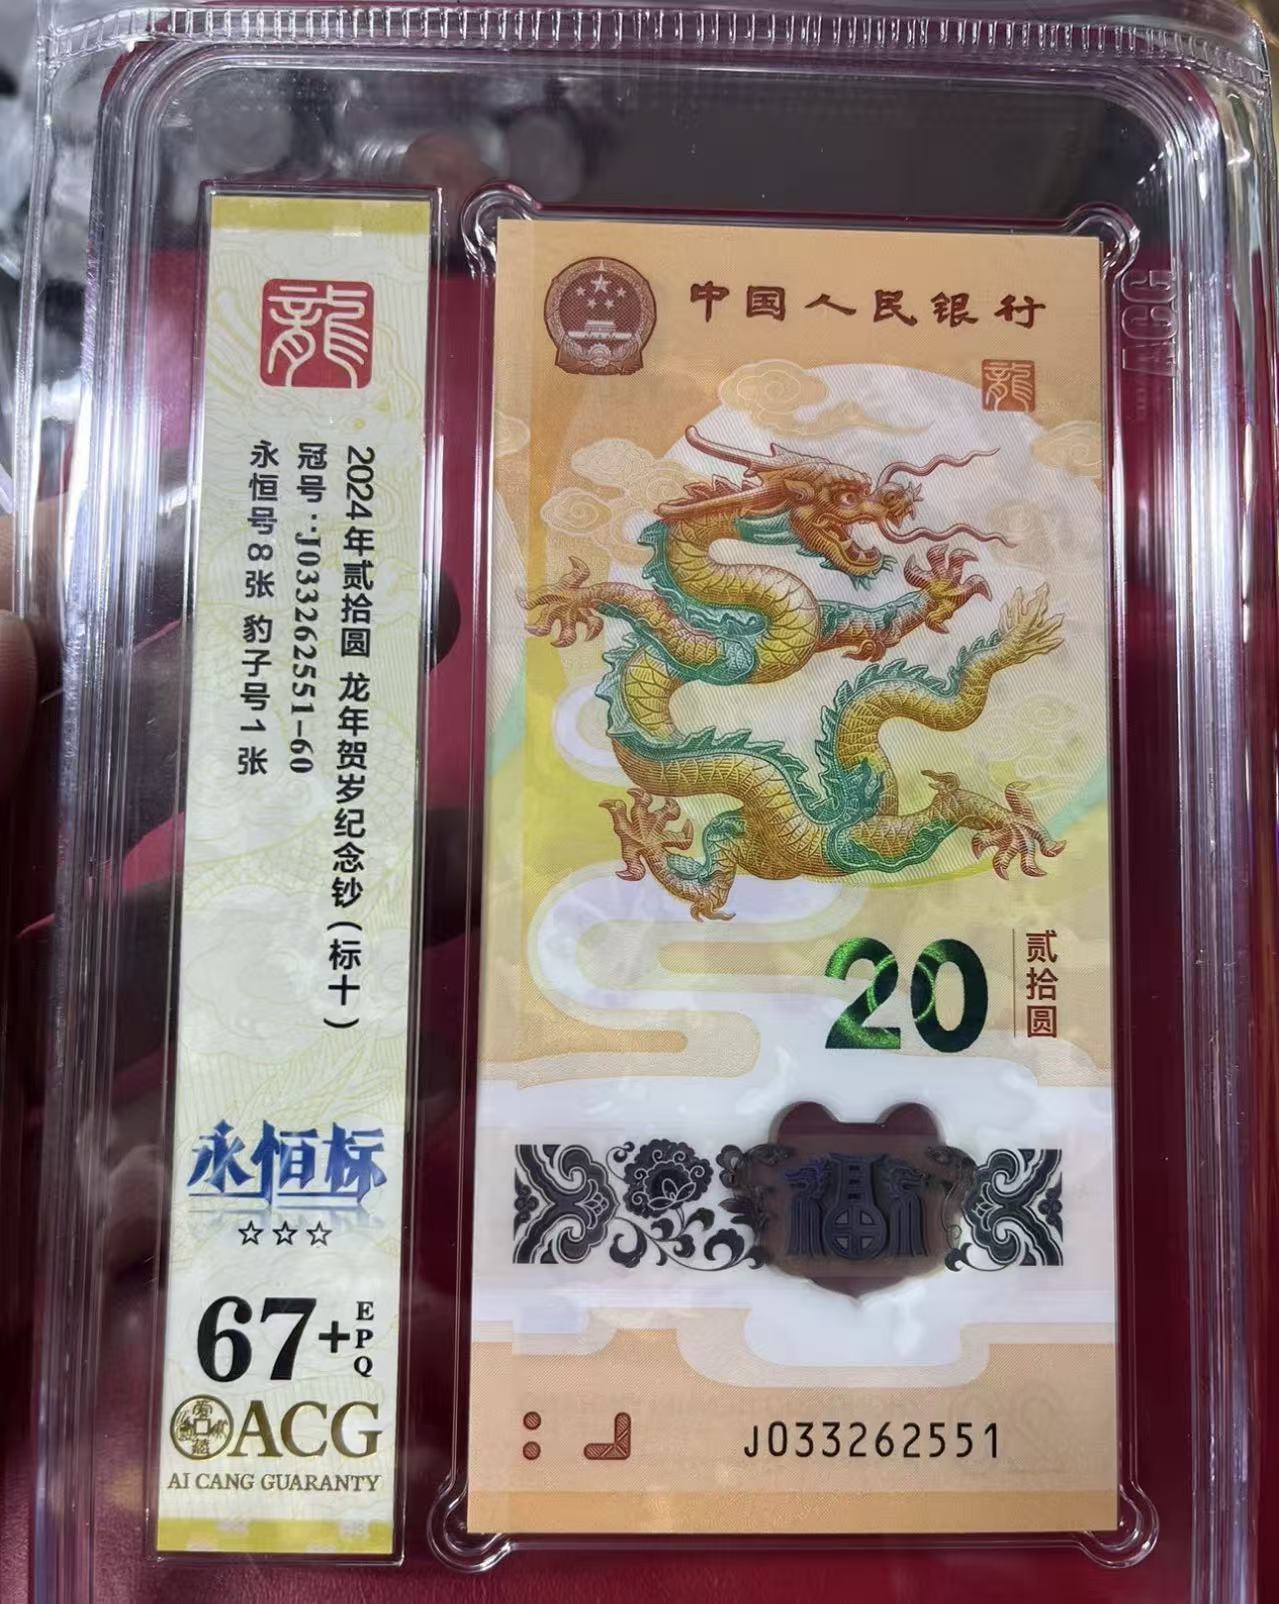 龍
2024年贰拾圆 龙年贺岁纪念钞(标十)
冠号:J033262551-60
永恒号8张 豹子号1张
永恒标
☆☆☆
67+EPQ
ACG
AI CANG GUARANTY
中国人民银行
龍
20
贰拾圆
福
J033262551
ACG